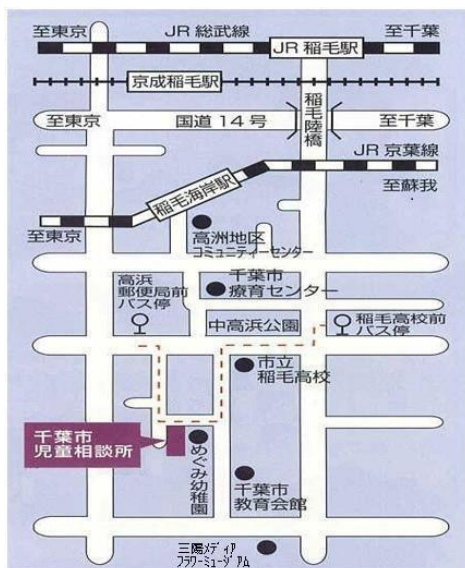 至東京
JR 総武線
JR 稲毛駅
至千葉
京成稲毛駅
至東京
国道14号
稲毛陸橋
至千葉
JR 京葉線
稲毛海岸駅
至蘇我
至東京
高洲地区
コミュニティーセンター
高浜
郵便局前
バス停
千葉市
療育センター
中高浜公園
稲毛高校前
バス停
市立
稲毛高校
千葉市
児童相談所
めぐみ幼稚園
千葉市
教育会館
三陽メディア
フラワーミュージアム